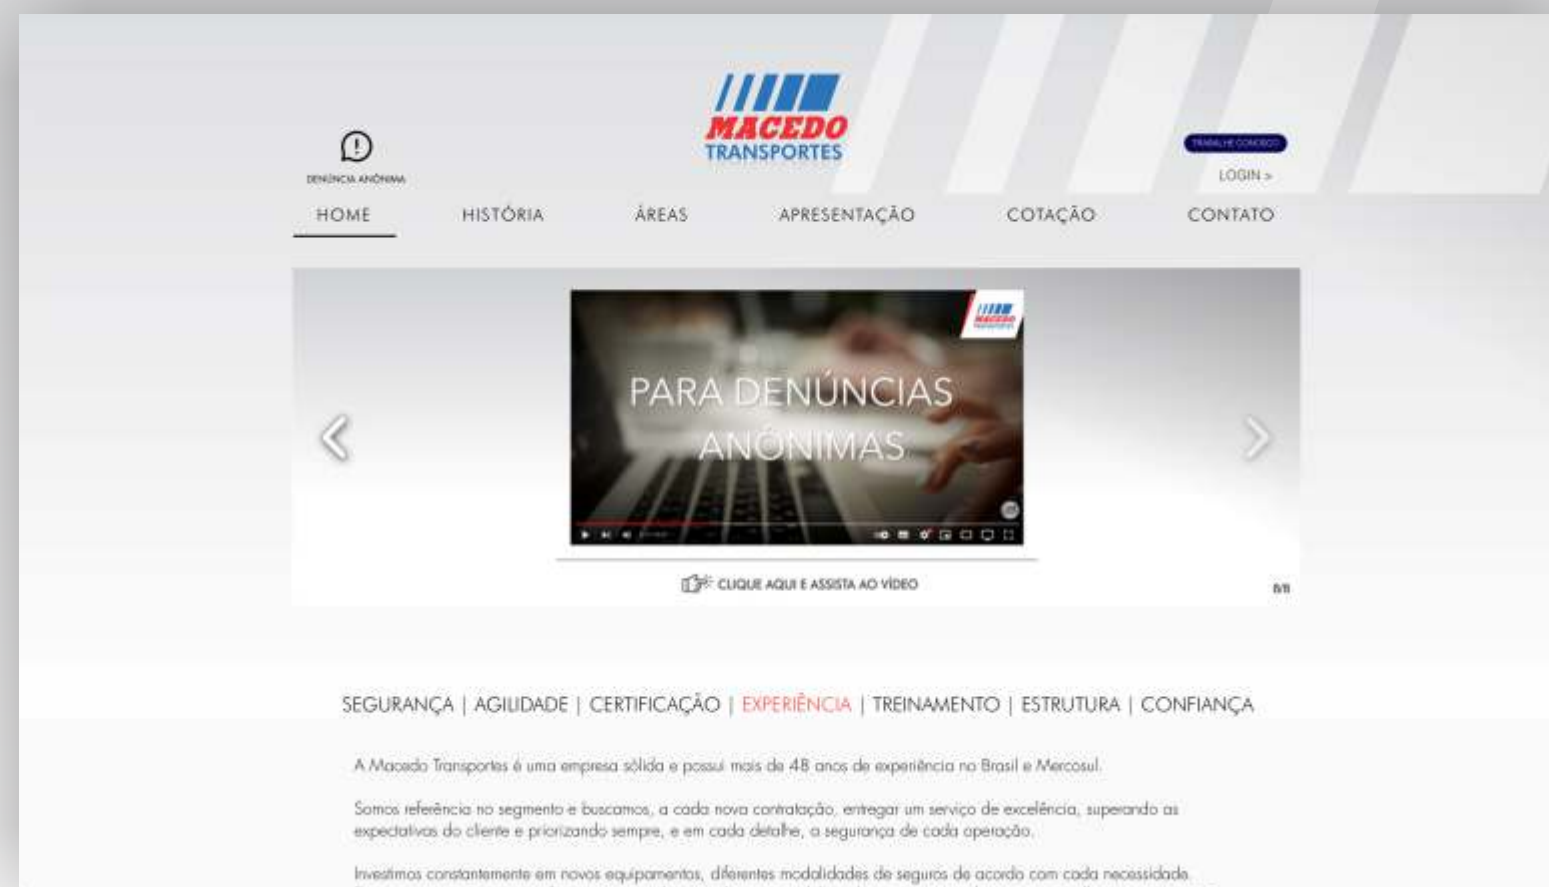 MACEDO
TRANSPORTES
DENÚNCIA ANÔNIMA
TRABALHE CONOSCO
LOGIN >
HOME HISTÓRIA ÁREAS APRESENTAÇÃO COTAÇÃO CONTATO
MACEDO
TRANSPORTES
PARA DENÚNCIAS
ANÔNIMAS
CLIQUE AQUI E ASSISTA AO VÍDEO
SEGURANÇA | AGILIDADE | CERTIFICAÇÃO | EXPERIÊNCIA | TREINAMENTO | ESTRUTURA | CONFIANÇA
A Macedo Transportes é uma empresa sólida e possui mais de 48 anos de experiência no Brasil e Mercosul.
Somos referência no segmento e buscamos, a cada nova contratação, entregar um serviço de excelência, superando as
expectativas do cliente e priorizando sempre, e em cada detalhe, a segurança de cada operação.
Investimos constantemente em novos equipamentos, diferentes modalidades de seguros de acordo com cada necessidade.